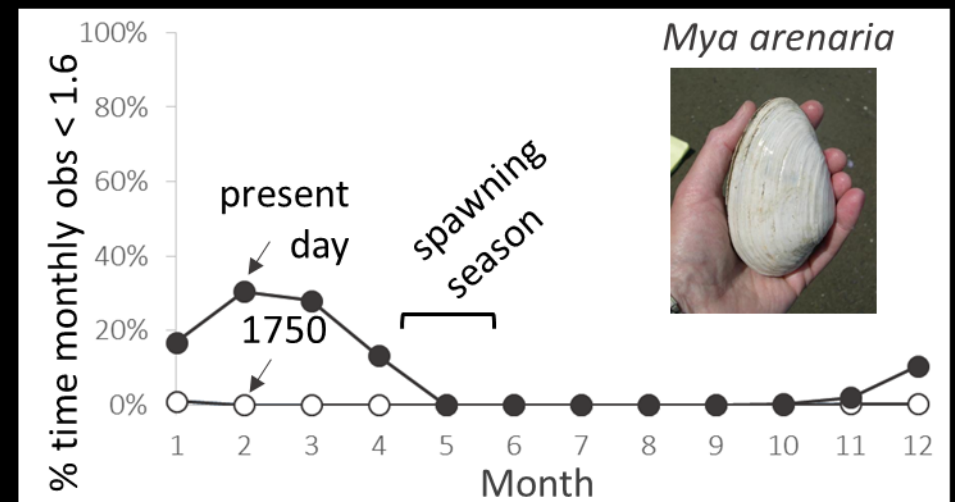 Mya arenaria
% time monthly obs < 1.6
100%
80%
60%
40%
20%
0%
present
day
1750
spawning
season
1 2 3 4 5 6 7 8 9 10 11 12
Month